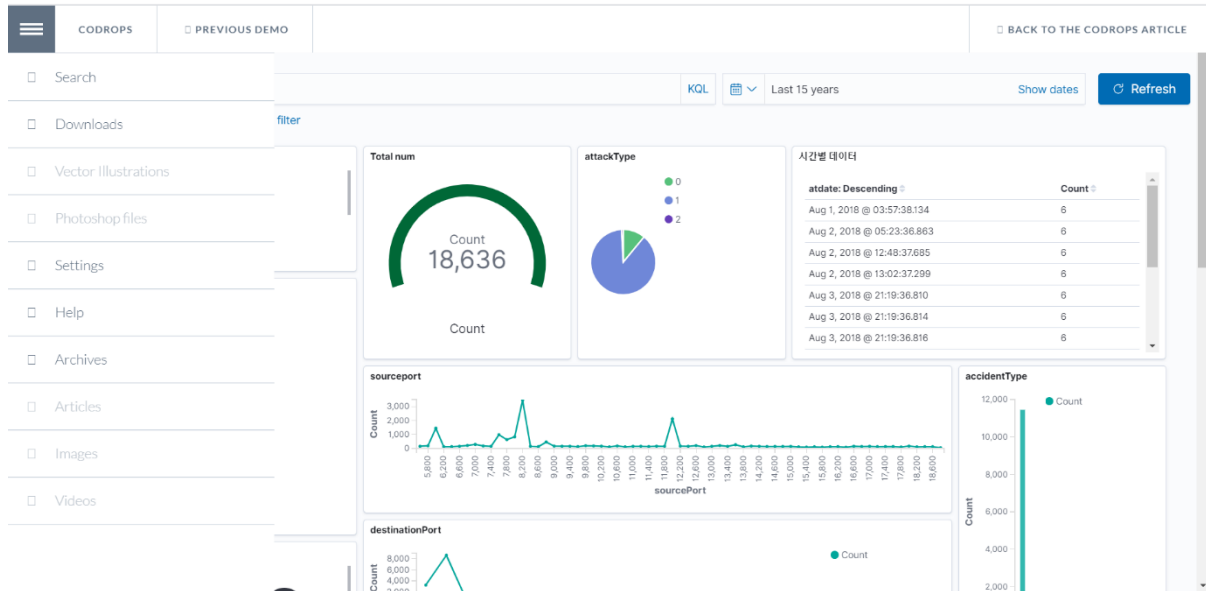 CODROPS
PREVIOUS DEMO
BACK TO THE CODROPS ARTICLE
Search
Downloads
Vector Illustrations
Photoshop files
Settings
Help
Archives
Articles
Images
Videos
KQL
Last 15 years
Show dates
Refresh
filter
Total num
Count
18,636
Count
attackType
0
1
2
시간별 데이터
atdate: Descending Count
Aug 1, 2018 @ 03:57:38.134 6
Aug 2, 2018 @ 05:23:36.863 6
Aug 2, 2018 @ 12:48:37.685 6
Aug 2, 2018 @ 13:02:37.299 6
Aug 3, 2018 @ 21:19:36.810 6
Aug 3, 2018 @ 21:19:36.814 6
Aug 3, 2018 @ 21:19:36.816 6
sourceport
Count
3,000
2,000
1,000
0
5,800 6,200 6,600 7,000 7,400 7,800 8,200 8,600 9,000 9,400 9,800 10,200 10,600 11,000 11,400 11,800 12,200 12,600 13,000 13,400 13,800 14,200 14,600 15,000 15,400 15,800 16,200 16,600 17,000 17,400 17,800 18,200 18,600
sourcePort
accidentType
Count
12,000
10,000
8,000
6,000
4,000
2,000
Count
destinationPort
Count
8,000
6,000
4,000
Count